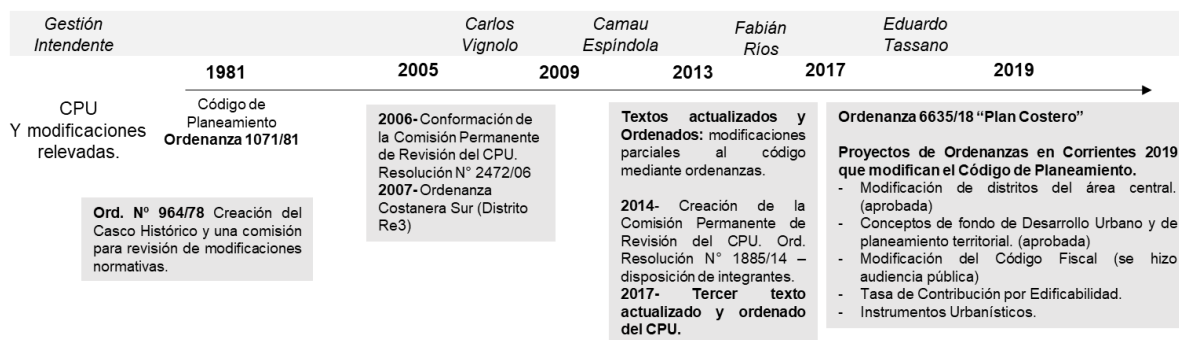 Gestión
Intendente
Carlos
Vignolo
Camau
Espíndola
Fabián
Ríos
Eduardo
Tassano
1981
2005
2009
2013
2017
2019
CPU
Y modificaciones
relevadas.
Código de
Planeamiento
Ordenanza 1071/81
Ord. Nº 964/78 Creación del
Casco Histórico y una comisión
para revisión de modificaciones
normativas.
2006- Conformación de
la Comisión Permanente
de Revisión del CPU.
Resolución N° 2472/06
2007- Ordenanza
Costanera Sur (Distrito
Re3)
Textos actualizados y
Ordenados: modificaciones
parciales al código
mediante ordenanzas.
2014- Creación de la
Comisión Permanente de
Revisión del CPU. Ord.
Resolución N° 1885/14 –
disposición de integrantes.
2017- Tercer texto
actualizado y ordenado
del CPU.
Ordenanza 6635/18 “Plan Costero”
Proyectos de Ordenanzas en Corrientes 2019
que modifican el Código de Planeamiento.
- Modificación de distritos del área central.
(aprobada)
- Conceptos de fondo de Desarrollo Urbano y de
planeamiento territorial. (aprobada)
- Modificación del Código Fiscal (se hizo
audiencia pública)
- Tasa de Contribución por Edificabilidad.
- Instrumentos Urbanísticos.